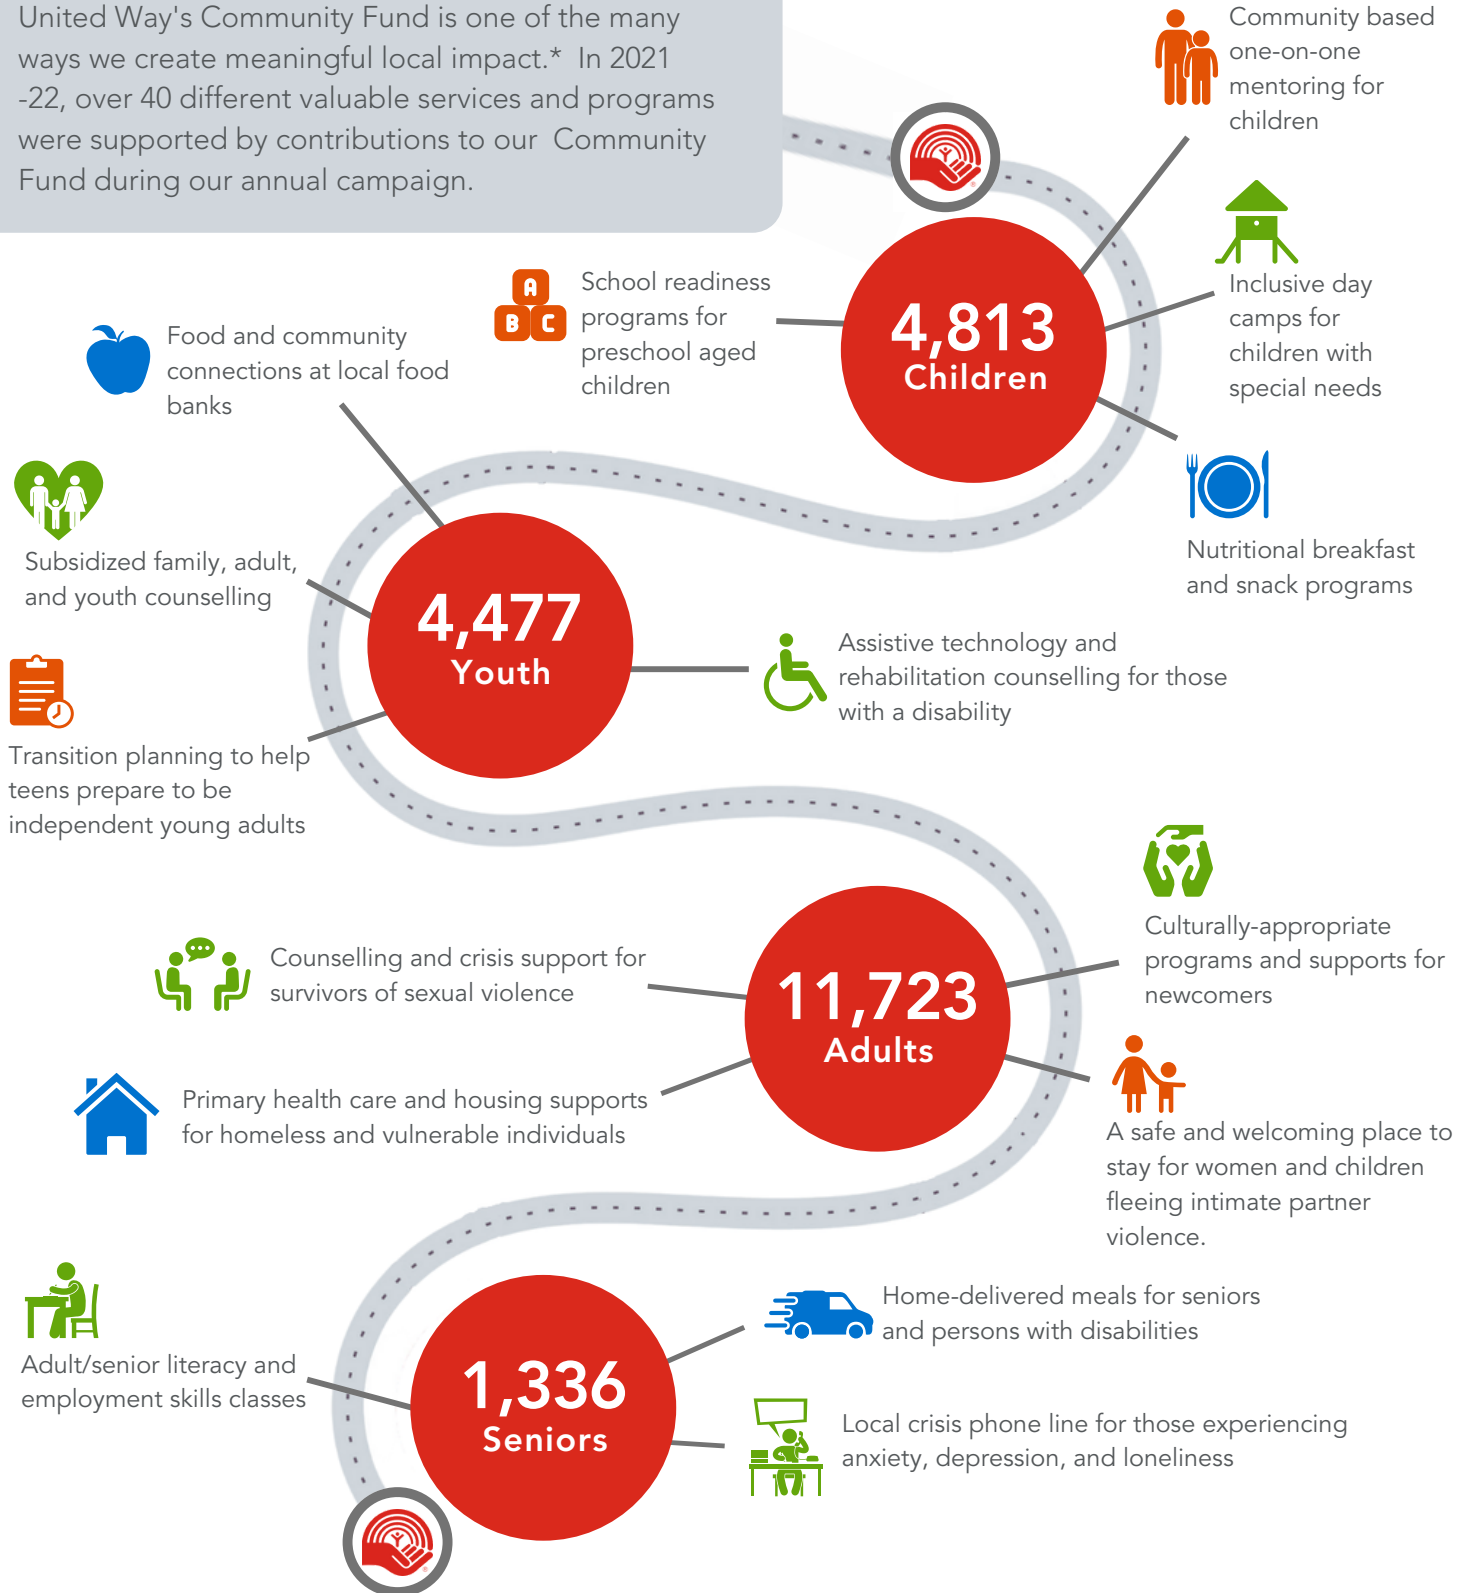 United Way's Community Fund is one of the many
ways we create meaningful local impact.* In 2021
-22, over 40 different valuable services and programs
were supported by contributions to our Community
Fund during our annual campaign.
Community based
one-on-one
mentoring for
children
School readiness
programs for
preschool aged
children
A
B C
4,813
Children
Inclusive day
camps for
children with
special needs
Nutritional breakfast
and snack programs
Food and community
connections at local food
banks
Subsidized family, adult,
and youth counselling
4,477
Youth
Assistive technology and
rehabilitation counselling for those
with a disability
Transition planning to help
teens prepare to be
independent young adults
Counselling and crisis support for
survivors of sexual violence
11,723
Adults
Culturally-appropriate
programs and supports for
newcomers
Primary health care and housing supports
for homeless and vulnerable individuals
A safe and welcoming place to
stay for women and children
fleeing intimate partner
violence.
Adult/senior literacy and
employment skills classes
1,336
Seniors
Home-delivered meals for seniors
and persons with disabilities
Local crisis phone line for those experiencing
anxiety, depression, and loneliness